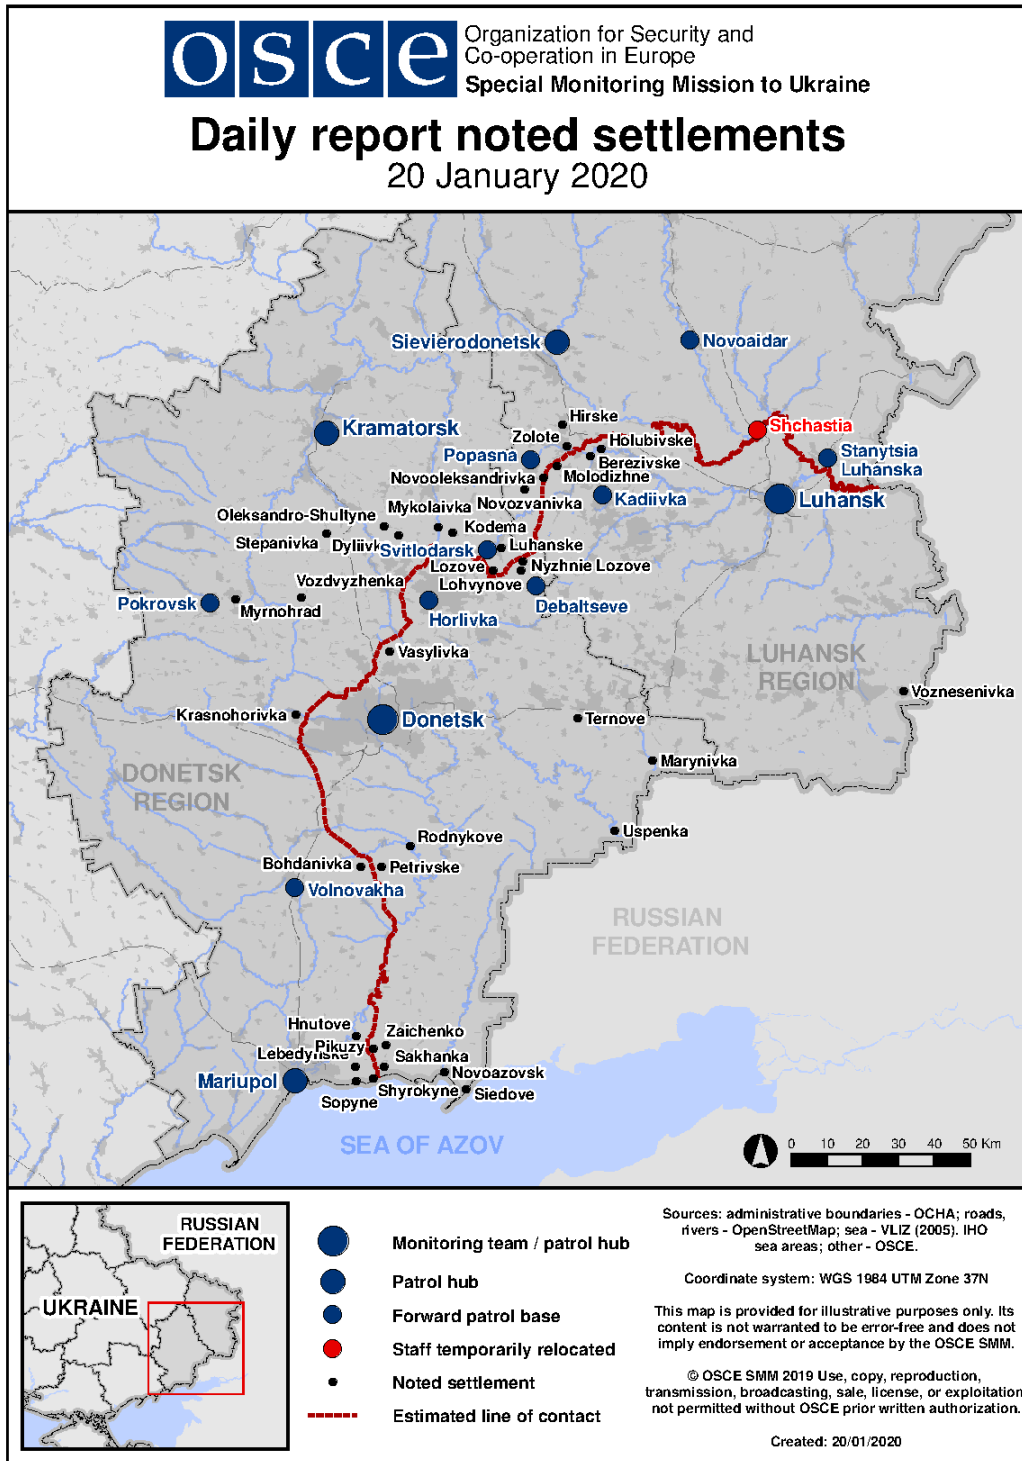 osce
Organization for Security and
Co-operation in Europe
Special Monitoring Mission to Ukraine
Daily report noted settlements
20 January 2020
Sievierodonetsk
Novoaidar
Kramatorsk
Hirske
Shchastia
Zolote
Holubivske
Popasna
Berezivske
Stanytsia
Luhanska
Novooleksandrivka
Molodizhne
Mykolaivka
Novozvanivka
Kadiivka
Luhansk
Oleksandro-Shultyne
Kodema
Stepanivka
Dyliivk
Svitlodarsk
Luhanske
Lozove
Nyzhnie Lozove
Vozdvyzhenka
Lohvynove
Pokrovsk
Myrnohrad
Horlivka
Debaltseve
Vasylivka
LUHANSK
REGION
Voznesenivka
Krasnohorivka
Donetsk
Ternove
Marynivka
DONETSK
REGION
Uspenka
Rodnykove
Bohdanivka
Petrivske
Volnovakha
RUSSIAN
FEDERATION
Hnutove
Zaichenko
Pikuzy
Lebedynske
Sakhanka
Novoazovsk
Mariupol
Shyrokyne
Siedove
Sopyne
SEA OF AZOV
0 10 20 30 40 50 Km
RUSSIAN
FEDERATION
UKRAINE
Monitoring team / patrol hub
Patrol hub
Forward patrol base
Staff temporarily relocated
Noted settlement
Estimated line of contact
Sources: administrative boundaries - OCHA; roads,
rivers - OpenStreetMap; sea - VLIZ (2005). IHO
sea areas; other - OSCE.
Coordinate system: WGS 1984 UTM Zone 37N
This map is provided for illustrative purposes only. Its
content is not warranted to be error-free and does not
imply endorsement or acceptance by the OSCE SMM.
© OSCE SMM 2019 Use, copy, reproduction,
transmission, broadcasting, sale, license, or exploitation
not permitted without OSCE prior written authorization.
Created: 20/01/2020